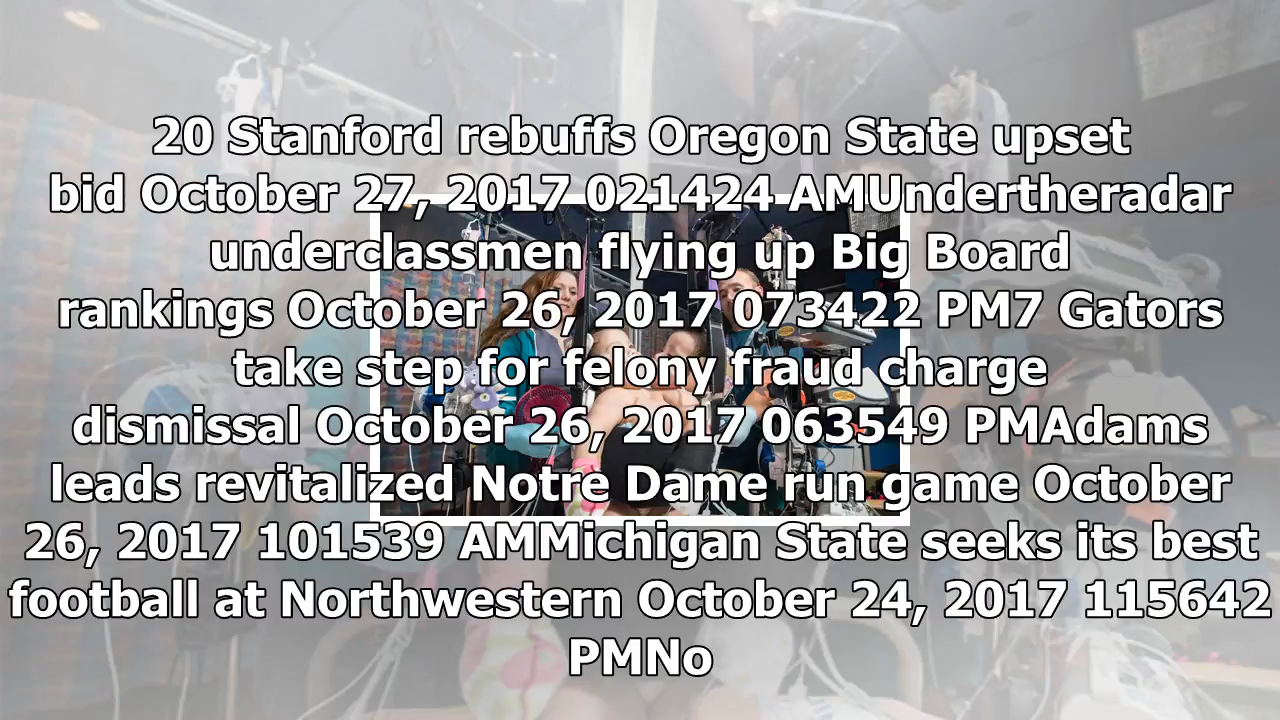 20 Stanford rebuffs Oregon State upset
bid October 27, 2017 021424 AMUndertheradar
underclassmen flying up Big Board
rankings October 26, 2017 073422 PM7 Gators
take step for felony fraud charge
dismissal October 26, 2017 063549 PMAdams
leads revitalized Notre Dame run game October
26, 2017 101539 AMMichigan State seeks its best
football at Northwestern October 24, 2017 115642
PMNo